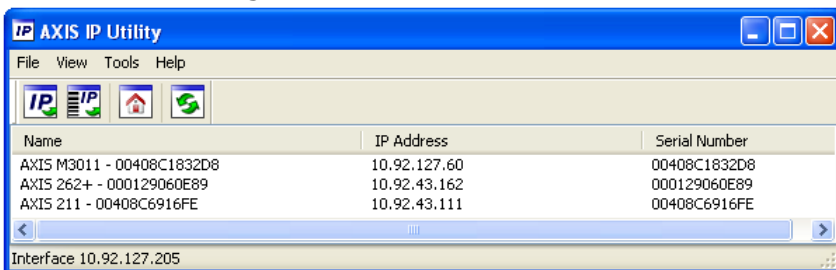 IP AXIS IP Utility
File View Tools Help
IP IP
Name IP Address Serial Number
AXIS M3011 - 00408C1832D8 10.92.127.60 00408C1832D8
AXIS 262+ - 000129060E89 10.92.43.162 000129060E89
AXIS 211 - 00408C6916FE 10.92.43.111 00408C6916FE
Interface 10.92.127.205